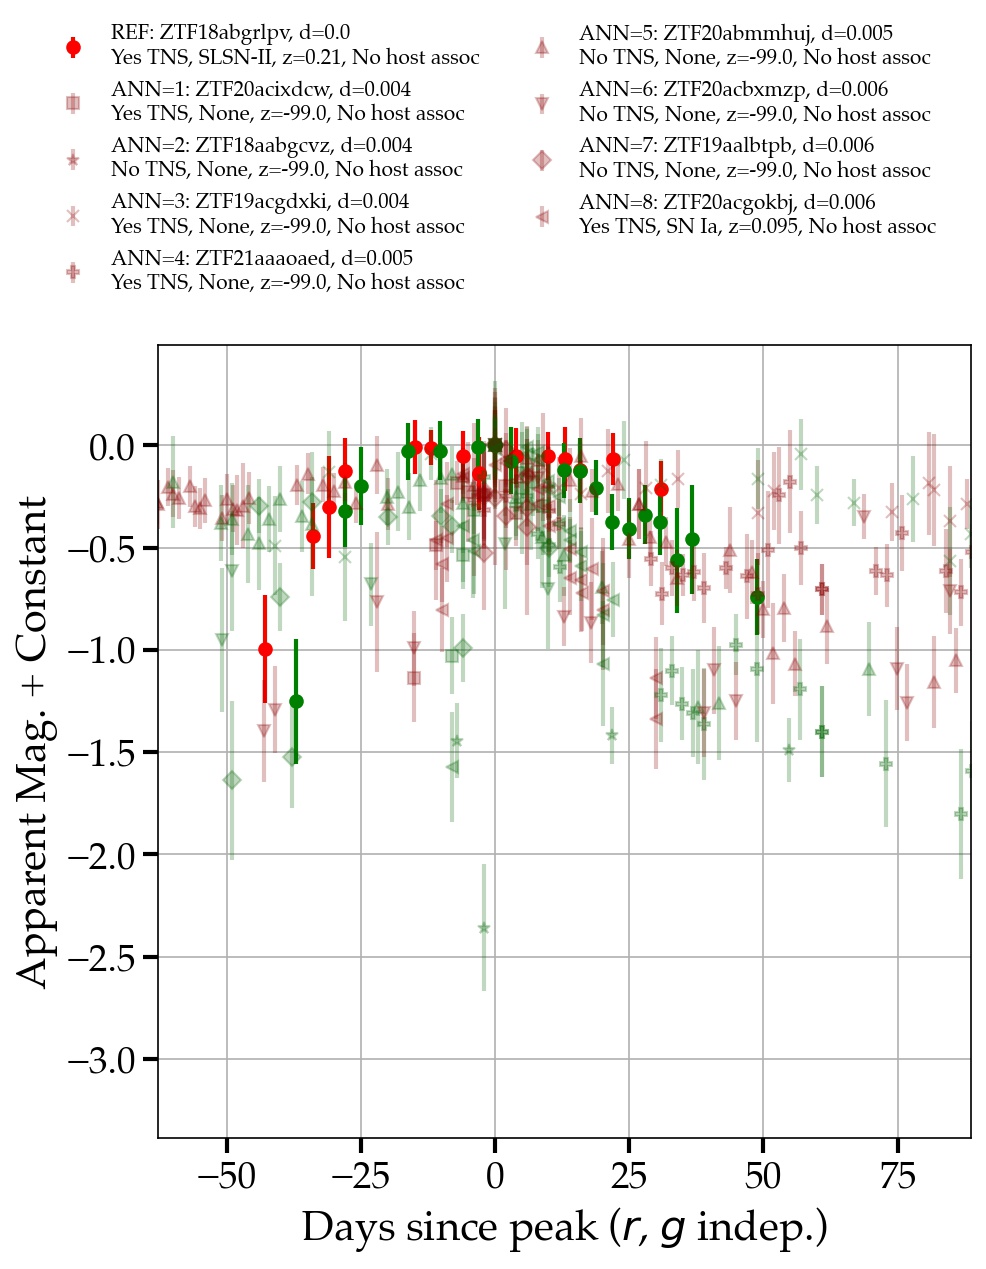 REF: ZTF18abgrlpv, d=0.0
Yes TNS, SLSN-II, z=0.21, No host assoc
ANN=1: ZTF20acixdcw, d=0.004
Yes TNS, None, z=-99.0, No host assoc
ANN=2: ZTF18aabgcvz, d=0.004
No TNS, None, z=-99.0, No host assoc
ANN=3: ZTF19acgdxki, d=0.004
Yes TNS, None, z=-99.0, No host assoc
ANN=4: ZTF21aaaoaed, d=0.005
Yes TNS, None, z=-99.0, No host assoc
ANN=5: ZTF20abmmhuj, d=0.005
No TNS, None, z=-99.0, No host assoc
ANN=6: ZTF20acbxmzp, d=0.006
No TNS, None, z=-99.0, No host assoc
ANN=7: ZTF19aalbtpb, d=0.006
No TNS, None, z=-99.0, No host assoc
ANN=8: ZTF20acgokbj, d=0.006
Yes TNS, SN Ia, z=0.095, No host assoc
Apparent Mag. + Constant
0.0
−0.5
−1.0
−1.5
−2.0
−2.5
−3.0
−50 −25 0 25 50 75
Days since peak (r, g indep.)